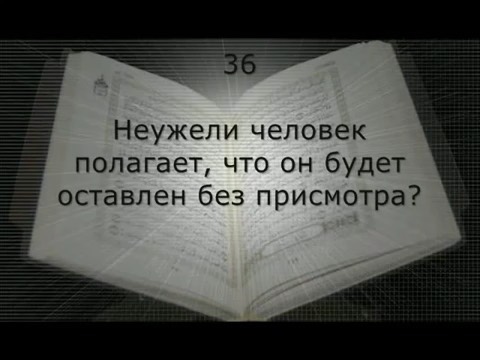 36
Неужели человек
полагает, что он будет
оставлен без присмотра?